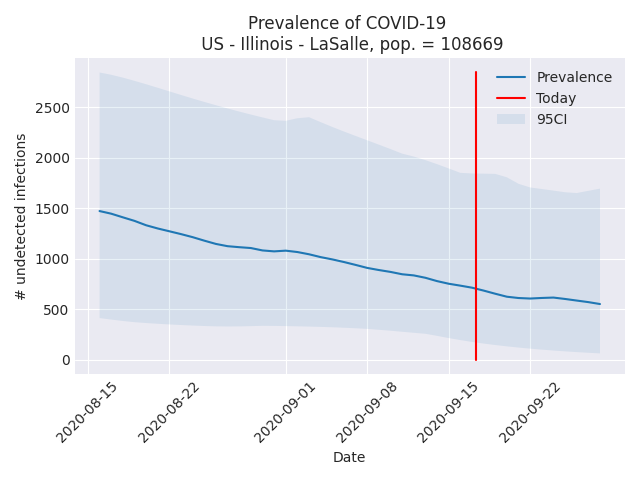 Prevalence of COVID-19
US - Illinois - LaSalle, pop. = 108669
Prevalence
Today
95CI
# undetected infections
2500
2000
1500
1000
500
0
2020-08-15
2020-08-22
2020-09-01
2020-09-08
2020-09-15
2020-09-22
Date